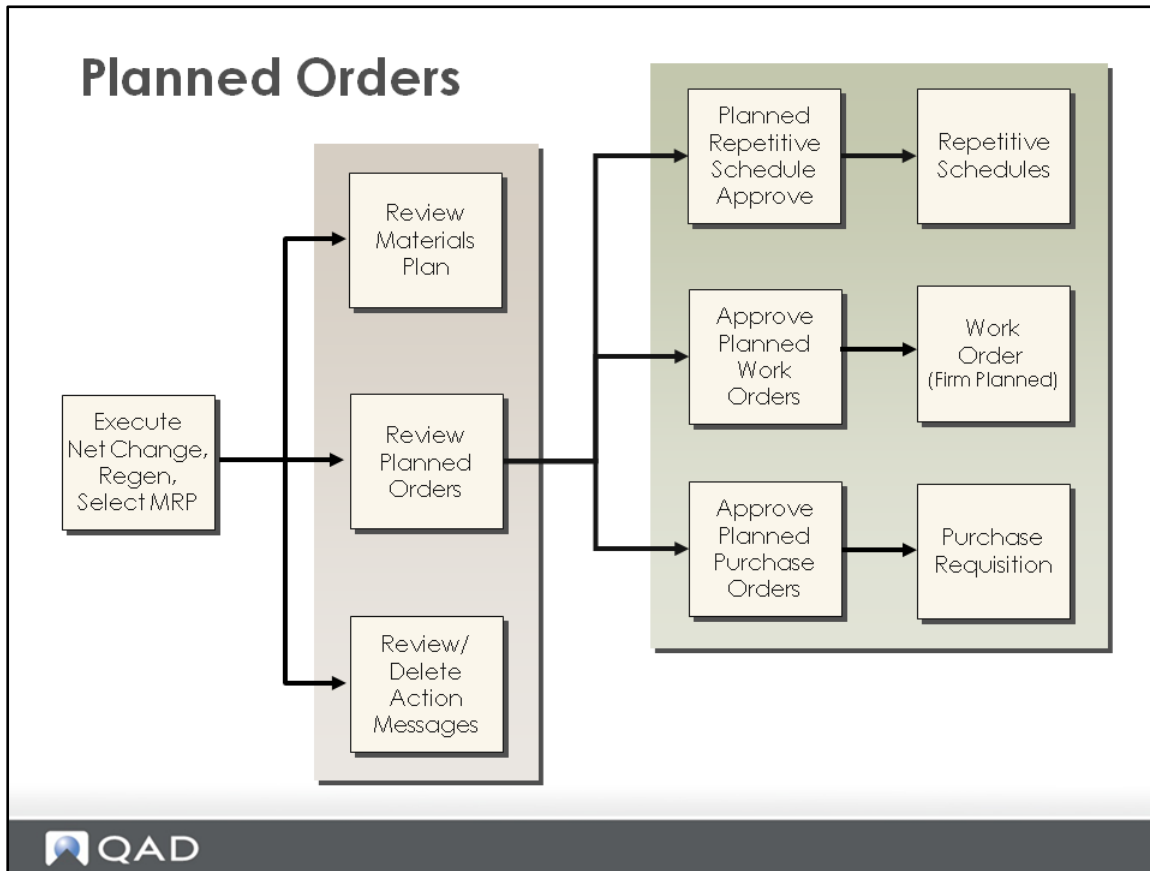 Planned Orders
Execute
Net Change,
Regen,
Select MRP
Review
Materials
Plan
Review
Planned
Orders
Review/
Delete
Action
Messages
Planned
Repetitive
Schedule
Approve
Repetitive
Schedules
Approve
Planned
Work
Orders
Work
Order
(Firm Planned)
Approve
Planned
Purchase
Orders
Purchase
Requisition
QAD